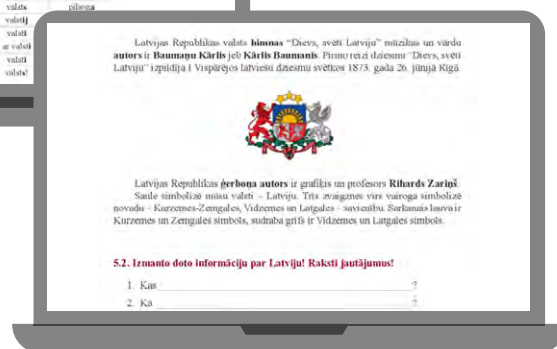 valsts pilsoņa
valstij
valsti
ar valsti
valstī
valsts!
Latvijas Republikas valsts himnas “Dievs, svētī Latviju” mūzikas un vārdu
autors ir Baumaņu Kārlis jeb Kārlis Baumanis. Pirmo reizi dziesmu “Dievs, svētī
Latviju” izpildīja I Vispārējos latviešu dziesmu svētkos 1873. gada 26. jūnijā Rīgā.
Latvijas Republikas ģerboņa autors ir grafiķis un profesors Rihards Zariņš.
Saule simbolizē mūsu valsti – Latviju. Trīs zvaigznes virs vairoga simbolizē
novadu – Kurzemes-Zemgales, Vidzemes un Latgales – savienību. Sarkanais lauva ir
Kurzemes un Zemgales simbols, sudraba grifs ir Vidzemes un Latgales simbols.
5.2. Izmanto doto informāciju par Latviju! Raksti jautājumus!
1. Kas ?
2. Kā ?